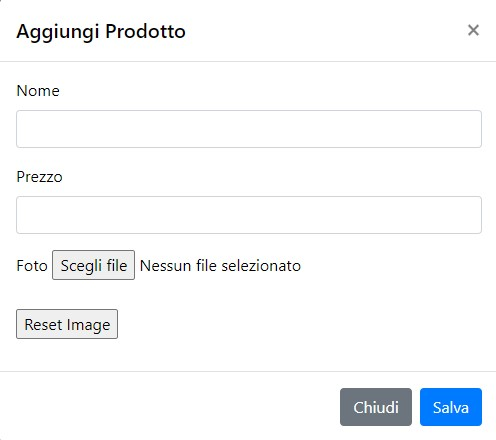 Aggiungi Prodotto ×
Nome
Prezzo
Foto Scegli file Nessun file selezionato
Reset Image
Chiudi Salva